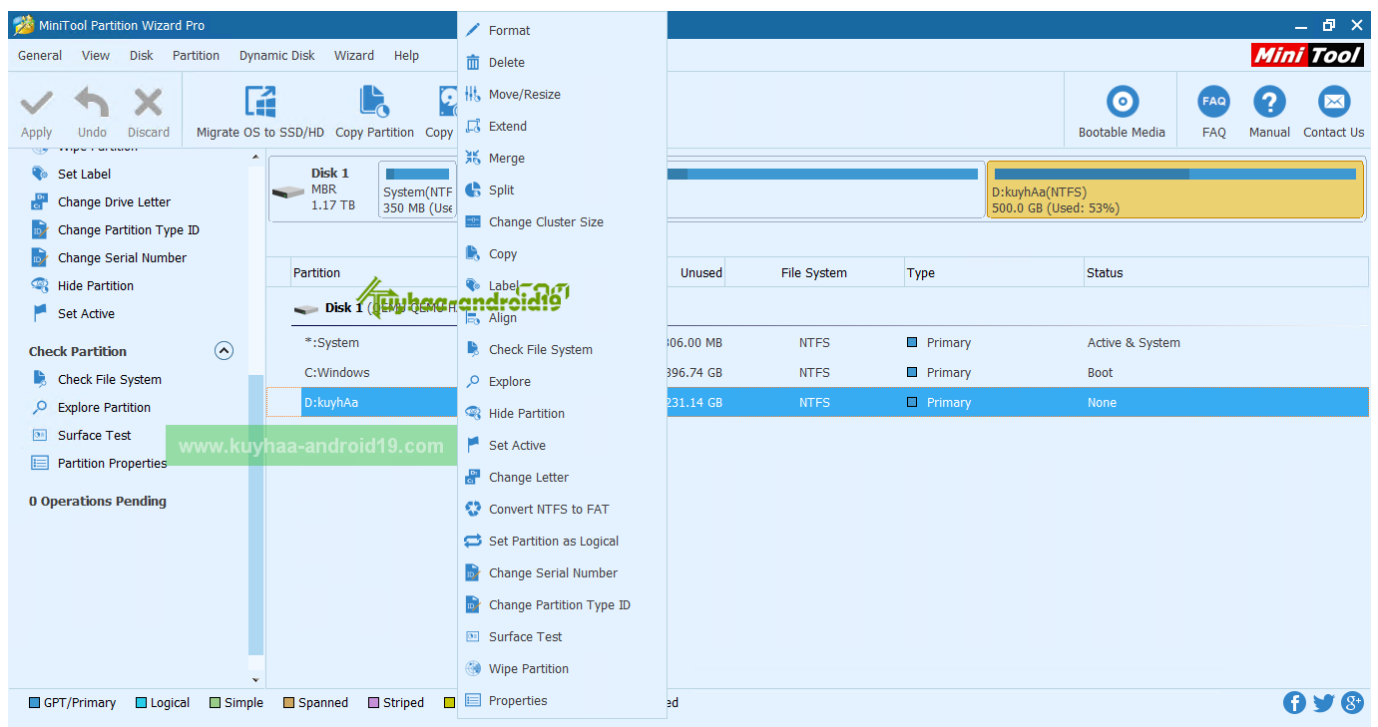 MiniTool Partition Wizard Pro
General View Disk Partition Dynamic Disk Wizard Help
Mini Tool
Apply Undo Discard Migrate OS to SSD/HD Copy Partition Copy
Bootable Media FAQ Manual Contact Us
FAQ
Wipe Partition
Set Label
Change Drive Letter
Change Partition Type ID
Change Serial Number
Hide Partition
Set Active
Check Partition
Check File System
Explore Partition
Surface Test
Partition Properties
0 Operations Pending
Disk 1
MBR
1.17 TB
System(NTF
350 MB (Use
D:kuyhAa(NTFS)
500.0 GB (Used: 53%)
Partition Unused File System Type Status
Disk 1 (QEMU QEMU H
*:System 306.00 MB NTFS Primary Active & System
C:Windows 396.74 GB NTFS Primary Boot
D:kuyhAa 231.14 GB NTFS Primary None
Format
Delete
Move/Resize
Extend
Merge
Split
Change Cluster Size
Copy
Label
Align
Check File System
Explore
Hide Partition
Set Active
Change Letter
Convert NTFS to FAT
Set Partition as Logical
Change Serial Number
Change Partition Type ID
Surface Test
Wipe Partition
Properties
kuyhaa-android19
www.kuyhaa-android19.com
GPT/Primary Logical Simple Spanned Striped ed